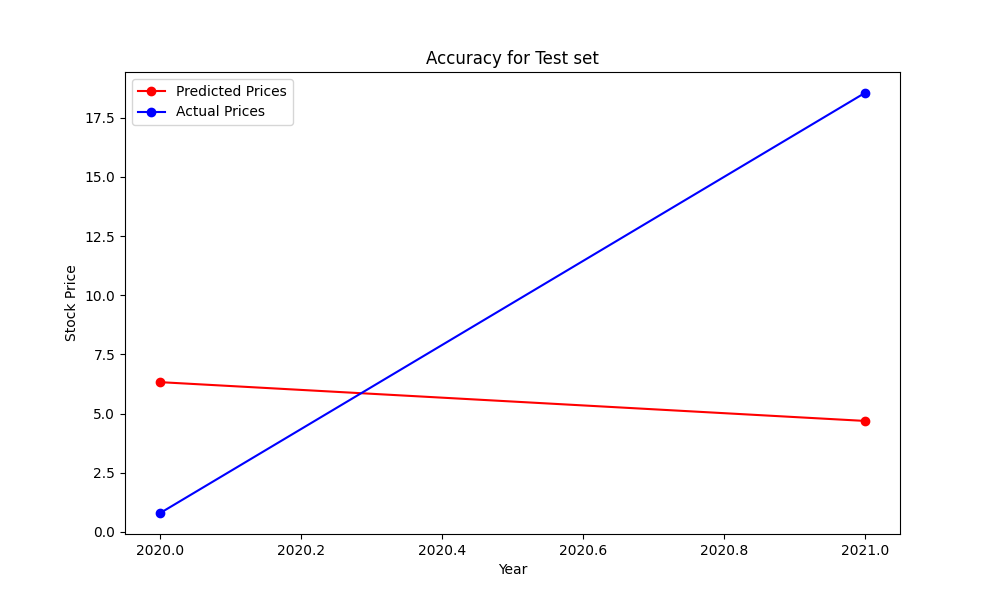 Accuracy for Test set
Predicted Prices
Actual Prices
17.5
15.0
12.5
10.0
7.5
5.0
2.5
0.0
Stock Price
2020.0 2020.2 2020.4 2020.6 2020.8 2021.0
Year